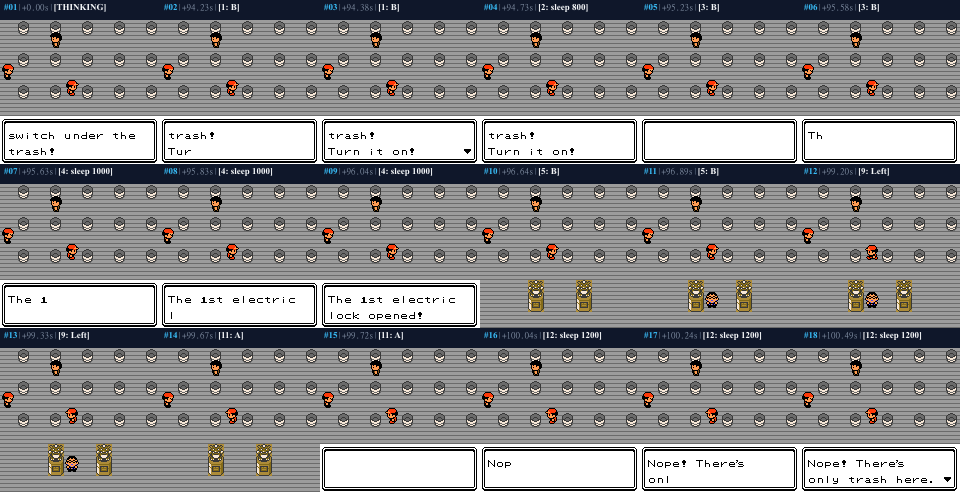 #01|+0.00s|[THINKING]
#02|+94.23s|[1: B]
#03|+94.38s|[1: B]
#04|+94.73s|[2: sleep 800]
#05|+95.23s|[3: B]
#06|+95.58s|[3: B]
switch under the
trash!
trash!
Tur
trash!
Turn it on!
trash!
Turn it on!
Th
#07|+95.63s|[4: sleep 1000]
#08|+95.83s|[4: sleep 1000]
#09|+96.04s|[4: sleep 1000]
#10|+96.64s|[5: B]
#11|+96.89s|[5: B]
#12|+99.20s|[9: Left]
The 1
The 1st electric
l
The 1st electric
lock opened!
#13|+99.33s|[9: Left]
#14|+99.67s|[11: A]
#15|+99.72s|[11: A]
#16|+100.04s|[12: sleep 1200]
#17|+100.24s|[12: sleep 1200]
#18|+100.49s|[12: sleep 1200]
Nop
Nope! There's
onl
Nope! There's
only trash here.